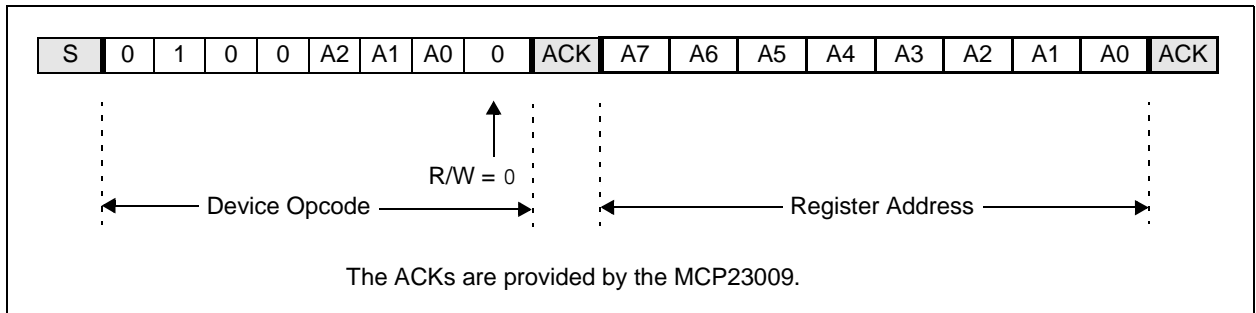 S 0 1 0 0 A2 A1 A0 0 ACK A7 A6 A5 A4 A3 A2 A1 A0 ACK
R/W = 0
Device Opcode Register Address
The ACKs are provided by the MCP23009.